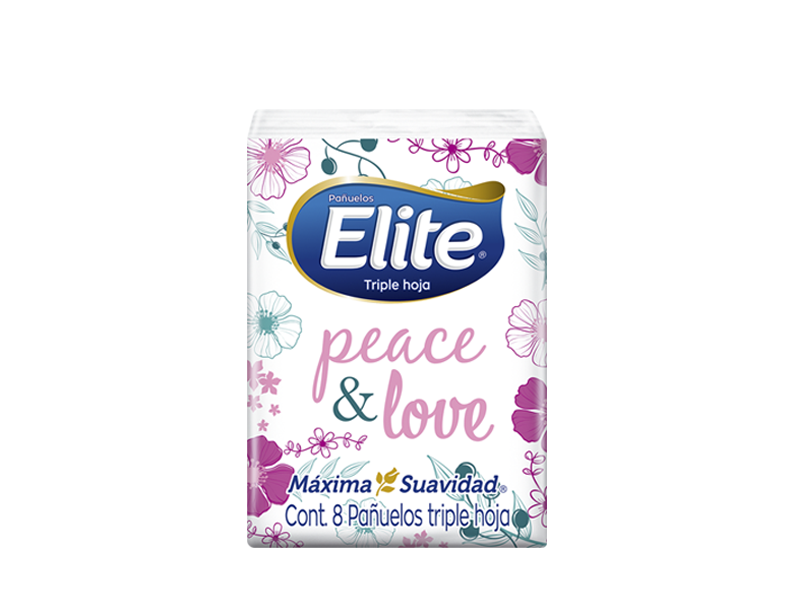 Pañuelos
Elite®
Triple hoja
peace
& love
Máxima Suavidad®
Cont. 8 Pañuelos triple hoja